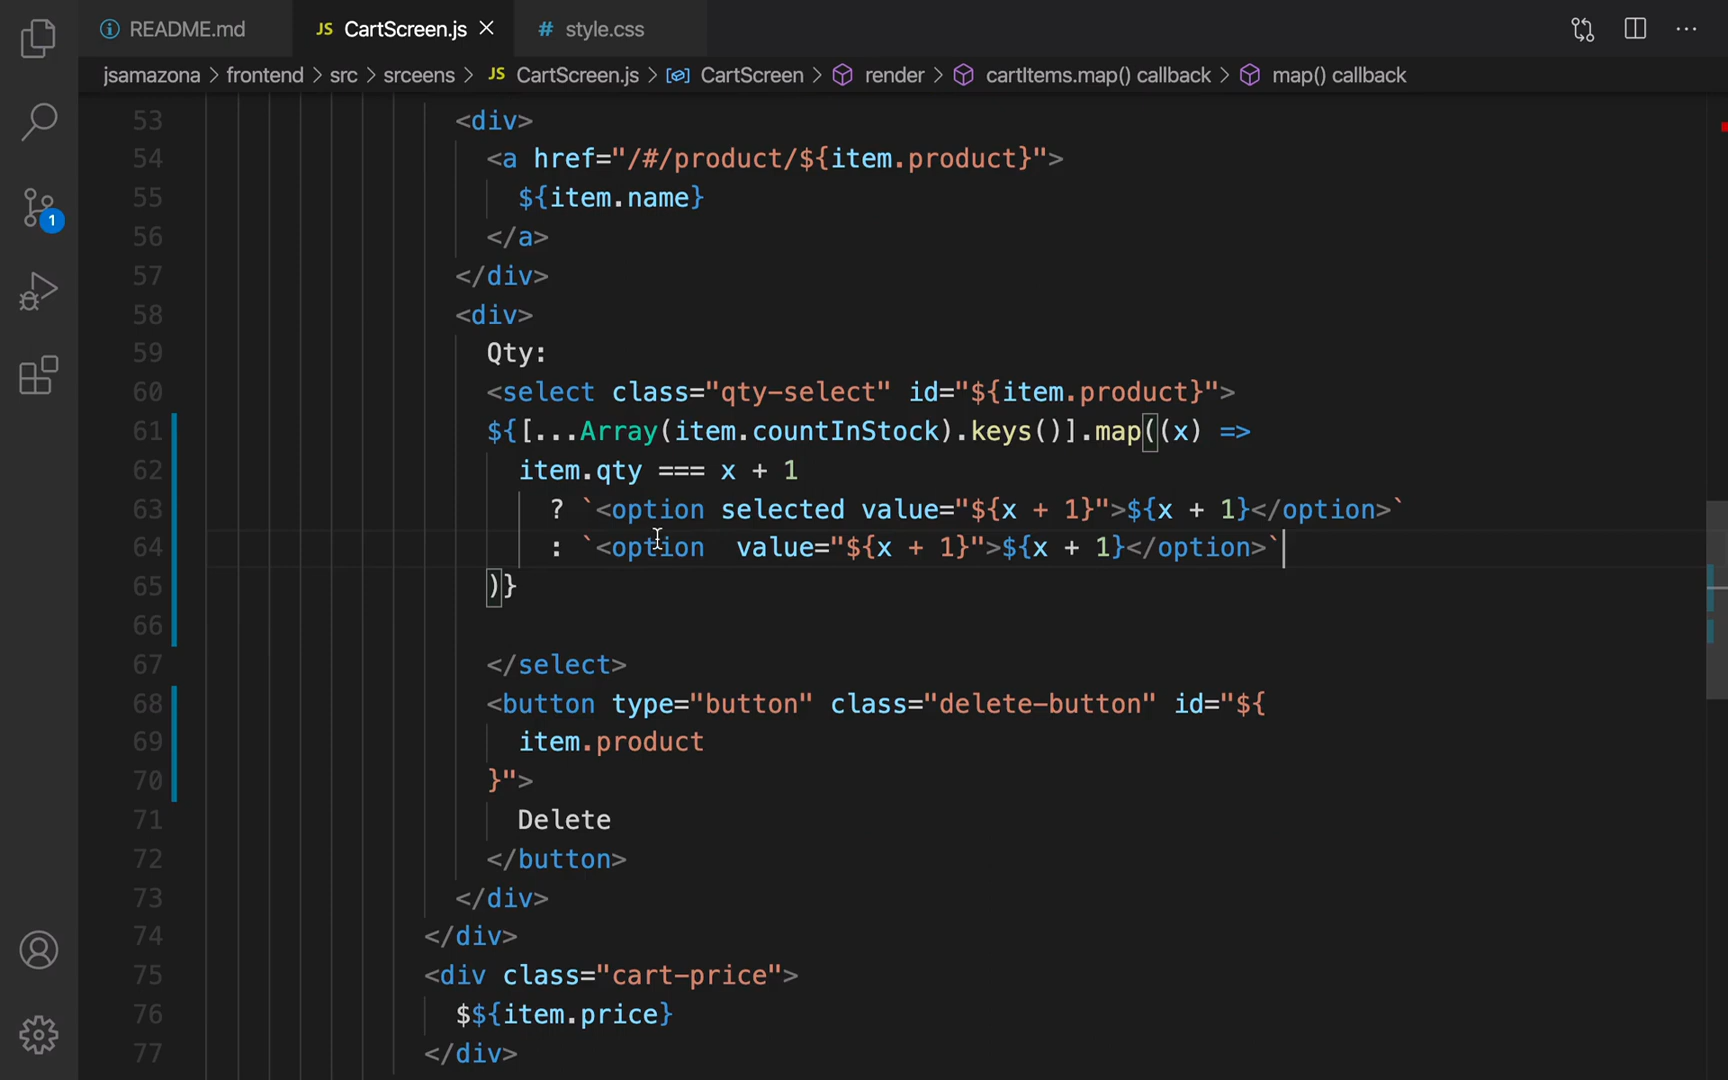 README.md JS CartScreen.js # style.css
jsamazona > frontend > src > srceens > JS CartScreen.js > CartScreen > render > cartItems.map() callback > map() callback
53 <div>
54 <a href="/#/product/${item.product}">
55 ${item.name}
56 </a>
57 </div>
58 <div>
59 Qty:
60 <select class="qty-select" id="${item.product}">
61 ${[...Array(item.countInStock).keys()].map((x) =>
62 item.qty === x + 1
63 ? `<option selected value="${x + 1}">${x + 1}</option>`
64 : `<option  value="${x + 1}">${x + 1}</option>`
65 )}
66
67 </select>
68 <button type="button" class="delete-button" id="${
69 item.product
70 }">
71 Delete
72 </button>
73 </div>
74 </div>
75 <div class="cart-price">
76 $${item.price}
77 </div>
1